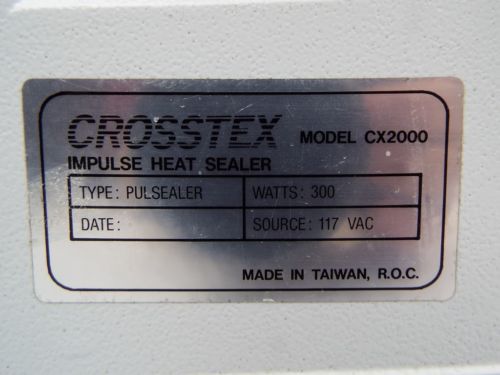 CROSSTEX MODEL CX2000
IMPULSE HEAT SEALER
TYPE: PULSEALER WATTS: 300
DATE: SOURCE: 117 VAC
MADE IN TAIWAN, R.O.C.